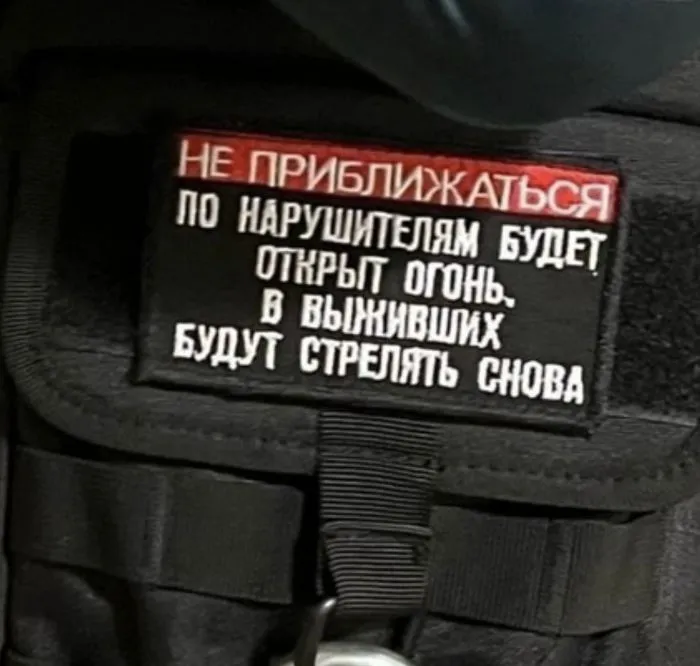 НЕ ПРИБЛИЖАТЬСЯ
ПО НАРУШИТЕЛЯМ БУДЕТ
ОТКРЫТ ОГОНЬ.
В ВЫЖИВШИХ
БУДУТ СТРЕЛЯТЬ СНОВА